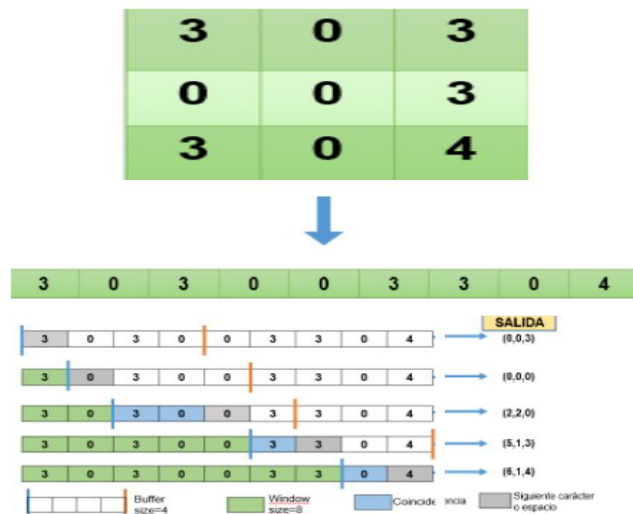 3 0 3
0 0 3
3 0 4
3 0 3 0 0 3 3 0 4
SALIDA
3 0 3 0 0 3 3 0 4 (0,0,3)
3 0 3 0 0 3 3 0 4 (0,0,0)
3 0 3 0 0 3 3 0 4 (2,2,0)
3 0 3 0 0 3 3 0 4 (5,1,3)
3 0 3 0 0 3 3 0 4 (6,1,4)
Buffer size=4
Window size=8
Coincidencia
Siguiente carácter o espacio